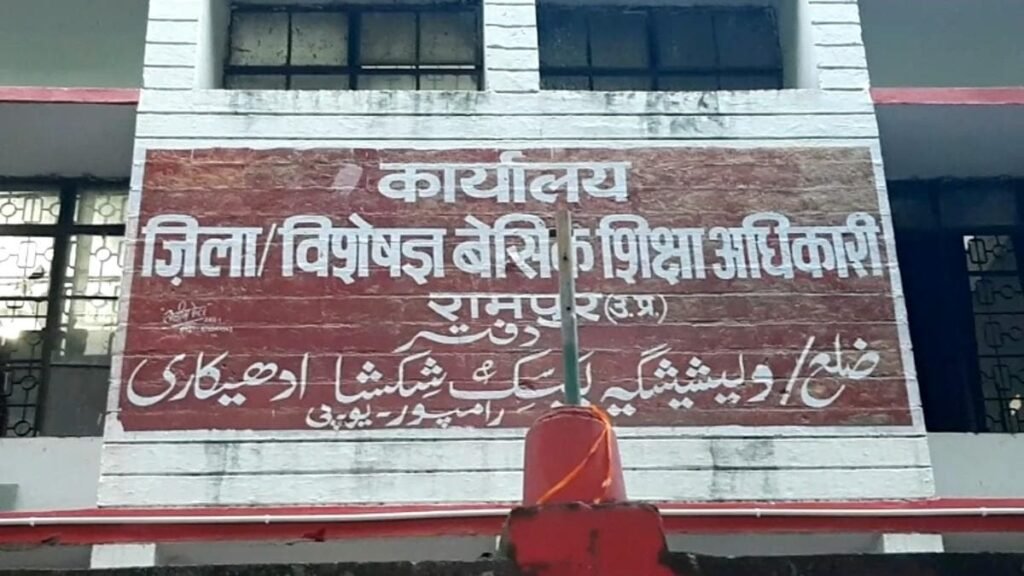 कार्यालय
ज़िला/विशेषज्ञ बेसिक शिक्षा अधिकारी
रामपुर(उ.प्र.)
دفتر
ضلع/ویشیشگیہ بیسک شکشا ادھیکاری
رامپور-یوپی